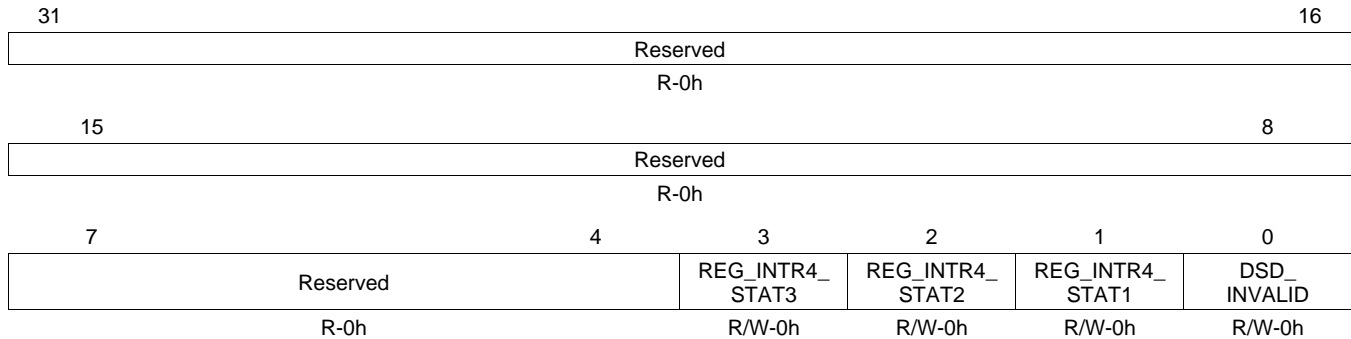 31 16
Reserved
R-0h
15 8
Reserved
R-0h
7 4 3 2 1 0
Reserved REG_INTR4_ REG_INTR4_ REG_INTR4_ DSD_
STAT3 STAT2 STAT1 INVALID
R-0h R/W-0h R/W-0h R/W-0h R/W-0h